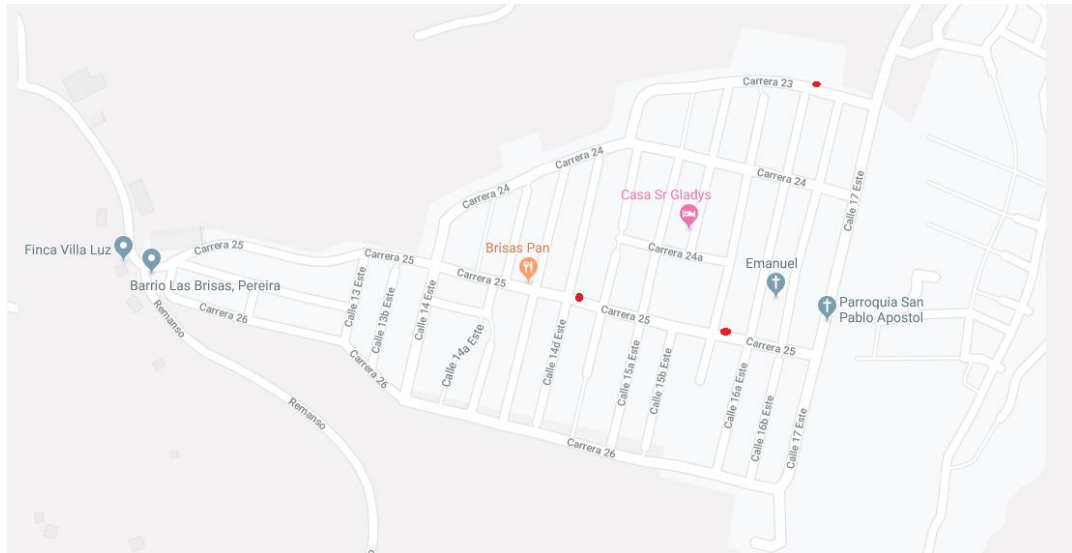 Carrera 23
Carrera 24
Carrera 24
Carrera 24
Casa Sr Gladys
Calle 17 Este
Carrera 25
Carrera 25
Finca Villa Luz
Brisas Pan
Carrera 24a
Emanuel
Barrio Las Brisas, Pereira
Carrera 25
Parroquia San
Pablo Apostol
Carrera 26
Remanso
Calle 13 Este
Calle 13b Este
Calle 14 Este
Carrera 25
Carrera 25
Calle 14a Este
Calle 14d Este
Calle 15a Este
Calle 15b Este
Calle 16a Este
Calle 16b Este
Calle 17 Este
Carrera 26
Remanso
Carrera 26